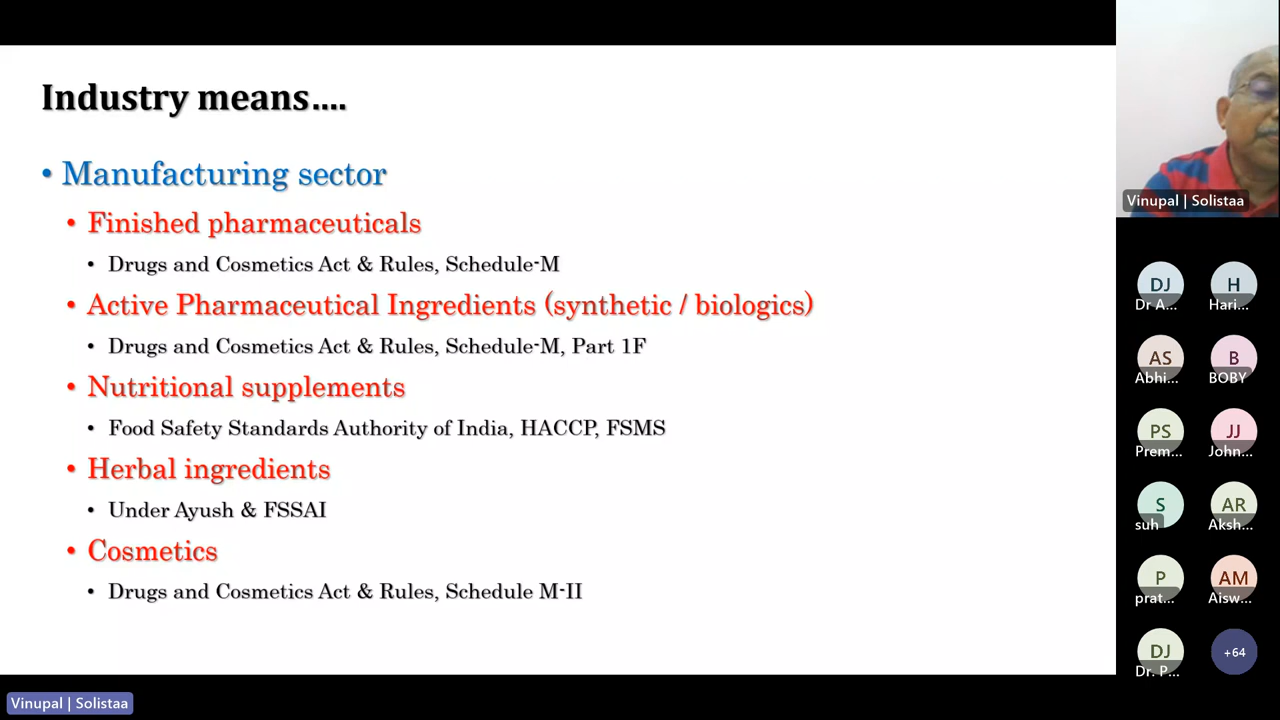 Industry means....
• Manufacturing sector
• Finished pharmaceuticals
• Drugs and Cosmetics Act & Rules, Schedule-M
• Active Pharmaceutical Ingredients (synthetic / biologics)
• Drugs and Cosmetics Act & Rules, Schedule-M, Part 1F
• Nutritional supplements
• Food Safety Standards Authority of India, HACCP, FSMS
• Herbal ingredients
• Under Ayush & FSSAI
• Cosmetics
• Drugs and Cosmetics Act & Rules, Schedule M-II
Vinupal | Solistaa
Vinupal | Solistaa
DJ H
Dr A... Hari...
AS B
Abhi... BOBY
PS JJ
Prem... John...
S AR
suh Aksh...
P AM
prat... Aisw...
DJ +64
Dr. P...